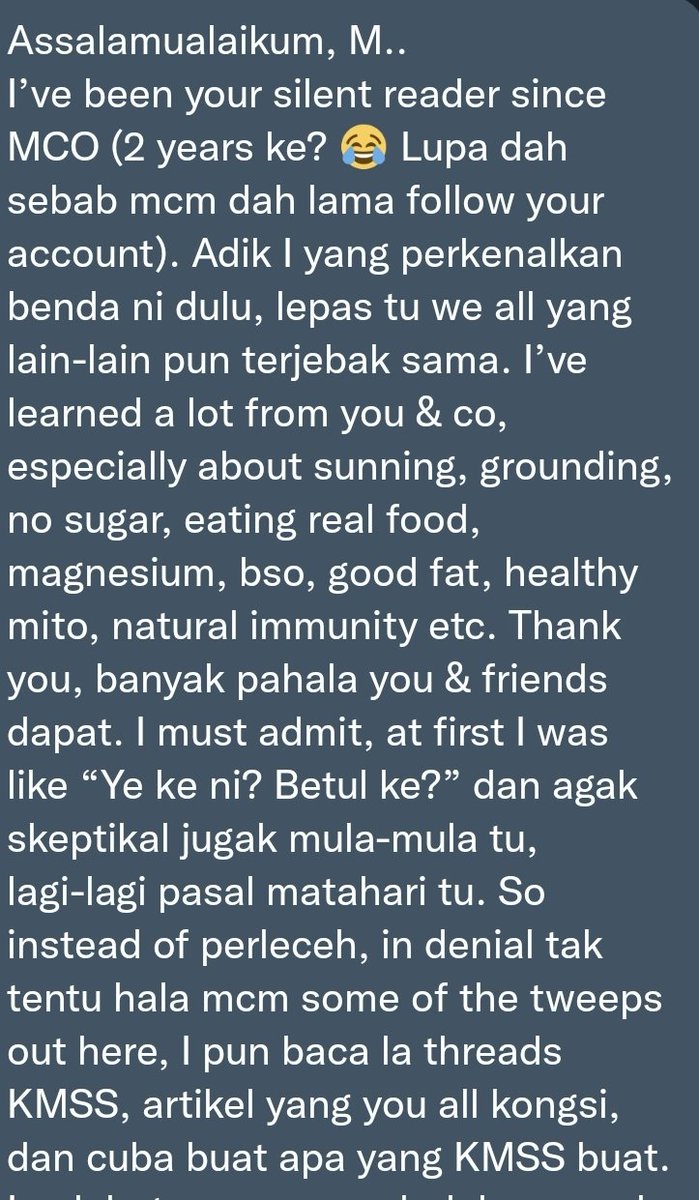 Assalamualaikum, M..
I’ve been your silent reader since
MCO (2 years ke? 😂 Lupa dah
sebab mcm dah lama follow your
account). Adik I yang perkenalkan
benda ni dulu, lepas tu we all yang
lain-lain pun terjebak sama. I’ve
learned a lot from you & co,
especially about sunning, grounding,
no sugar, eating real food,
magnesium, bso, good fat, healthy
mito, natural immunity etc. Thank
you, banyak pahala you & friends
dapat. I must admit, at first I was
like “Ye ke ni? Betul ke?” dan agak
skeptikal jugak mula-mula tu,
lagi-lagi pasal matahari tu. So
instead of perleceh, in denial tak
tentu hala mcm some of the tweeps
out here, I pun baca la threads
KMSS, artikel yang you all kongsi,
dan cuba buat apa yang KMSS buat.